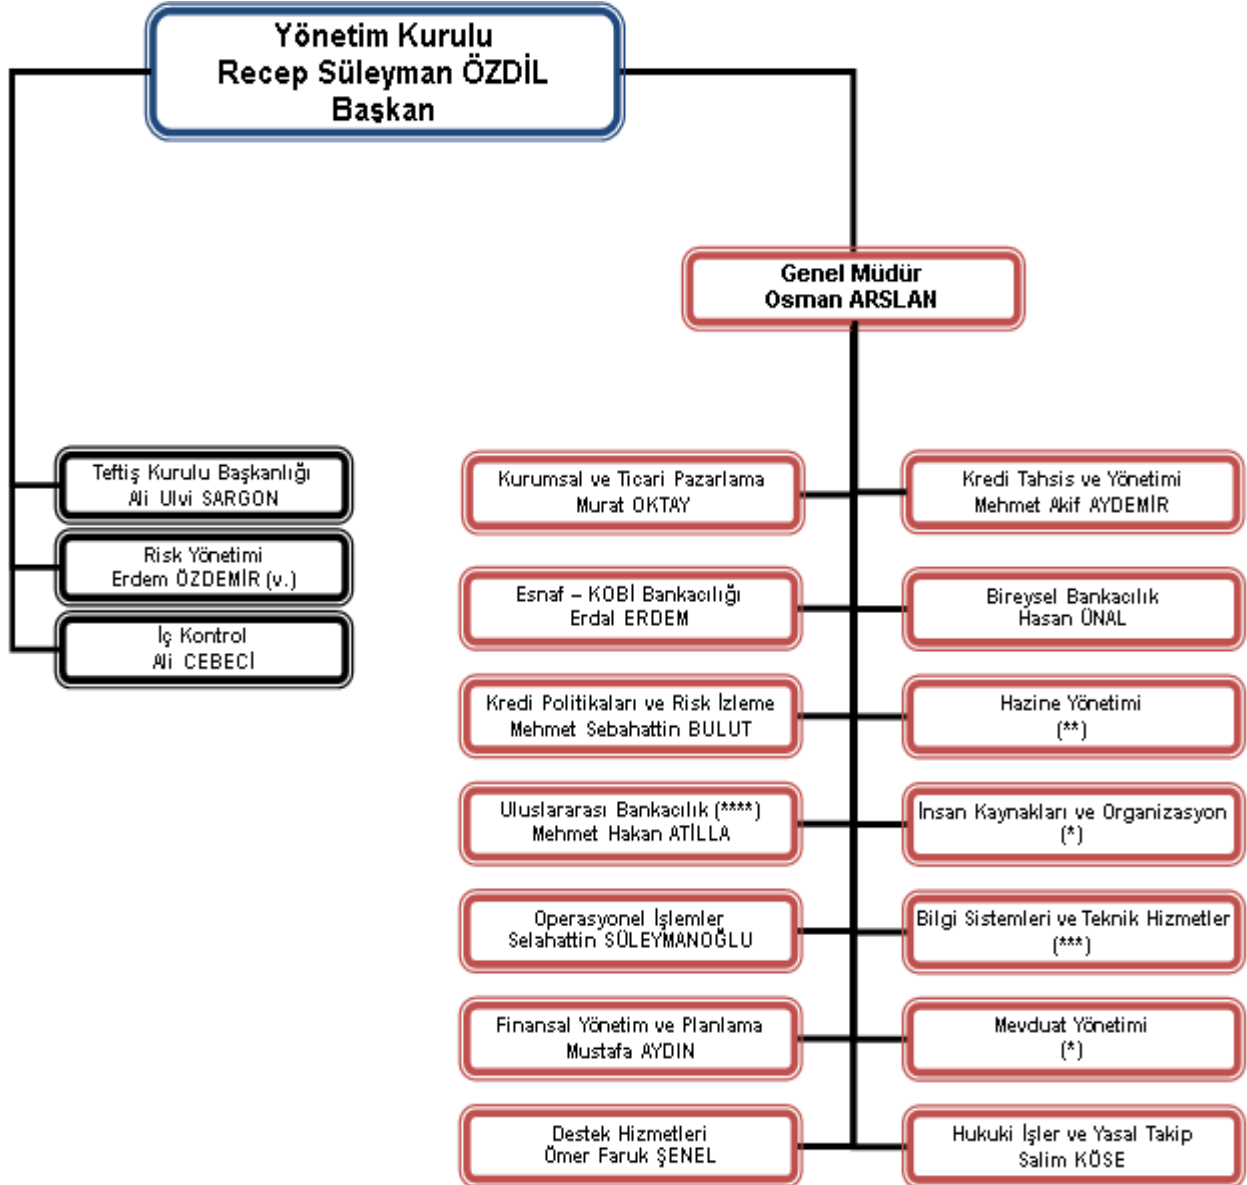 Yönetim Kurulu
Recep Süleyman ÖZDİL
Başkan
Genel Müdür
Osman ARSLAN
Teftiş Kurulu Başkanlığı
Ali Ulvi SARGON
Risk Yönetimi
Erdem ÖZDEMİR (v.)
İç Kontrol
Ali CEBECİ
Kurumsal ve Ticari Pazarlama
Murat OKTAY
Kredi Tahsis ve Yönetimi
Mehmet Akif AYDEMİR
Esnaf – KOBİ Bankacılığı
Erdal ERDEM
Bireysel Bankacılık
Hasan ÜNAL
Kredi Politikaları ve Risk İzleme
Mehmet Sebahattin BULUT
Hazine Yönetimi
(**)
Uluslararası Bankacılık (****)
Mehmet Hakan ATİLLA
İnsan Kaynakları ve Organizasyon
(*)
Operasyonel İşlemler
Selahattin SÜLEYMANOĞLU
Bilgi Sistemleri ve Teknik Hizmetler
(***)
Finansal Yönetim ve Planlama
Mustafa AYDIN
Mevduat Yönetimi
(*)
Destek Hizmetleri
Ömer Faruk ŞENEL
Hukuki İşler ve Yasal Takip
Salim KÖSE